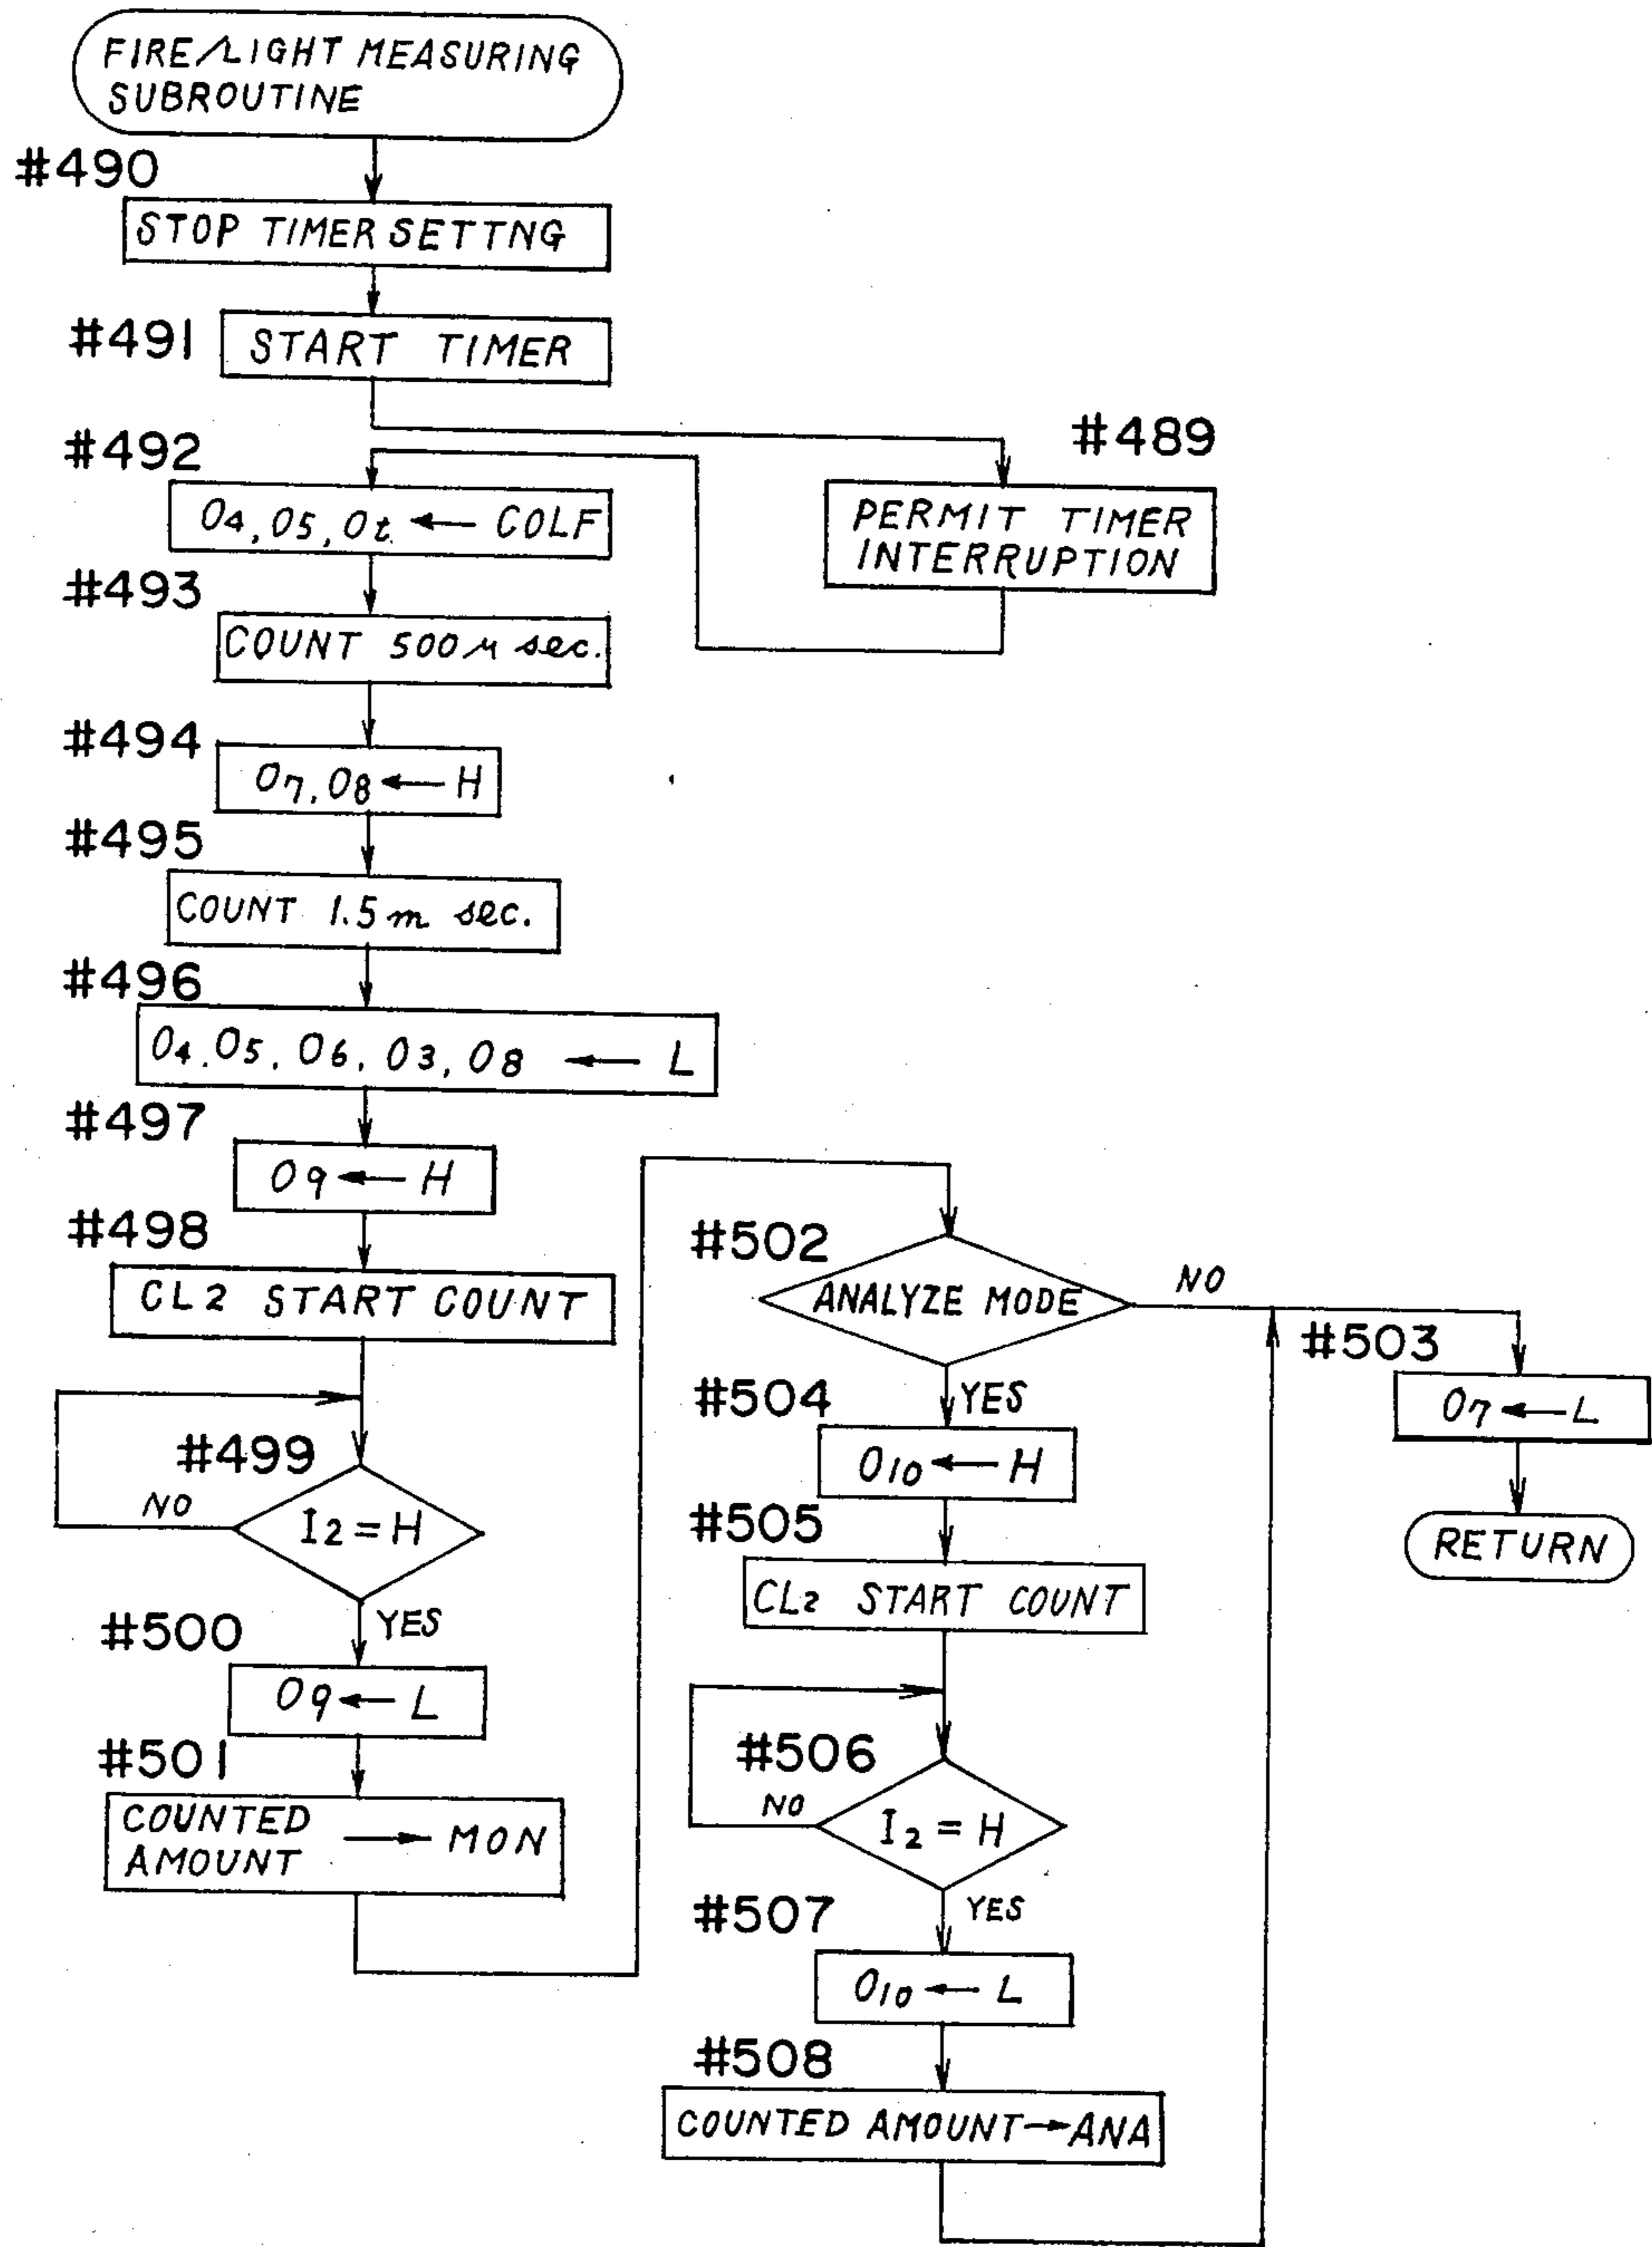 FIRE/LIGHT MEASURING
SUBROUTINE
#490
STOP TIMER SETTNG
#491
START TIMER
#489
PERMIT TIMER
INTERRUPTION
#492
O4, O5, Ot ← COLF
#493
COUNT 500μ sec.
#494
O7, O8 ← H
#495
COUNT 1.5m sec.
#496
O4, O5, O6, O3, O8 ← L
#497
O9 ← H
#498
CL2 START COUNT
#499
NO
I2 = H
YES
#500
O9 ← L
#501
COUNTED
AMOUNT → MON
#502
ANALYZE MODE
NO
YES
#503
O7 ← L
RETURN
#504
O10 ← H
#505
CL2 START COUNT
#506
NO
I2 = H
YES
#507
O10 ← L
#508
COUNTED AMOUNT → ANA